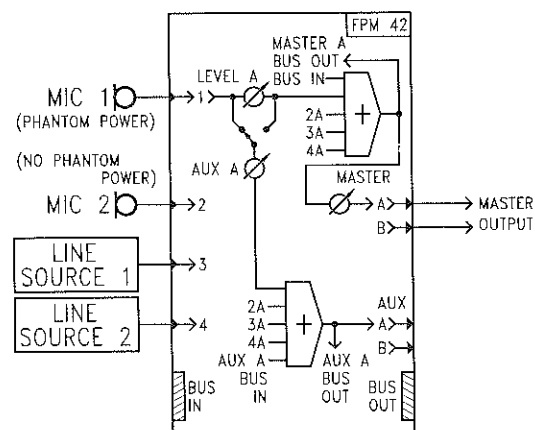 FPM 42
MASTER A
BUS OUT
BUS IN
LEVEL A
MIC 1
(PHANTOM POWER)
1
2A
3A
4A
+
(NO PHANTOM
POWER)
AUX A
MASTER
MIC 2
2
A
MASTER
B
OUTPUT
LINE
SOURCE 1
3
LINE
SOURCE 2
4
2A
3A
4A
+
AUX
A
B
AUX A
BUS
IN
AUX A
BUS
OUT
BUS
IN
BUS
OUT